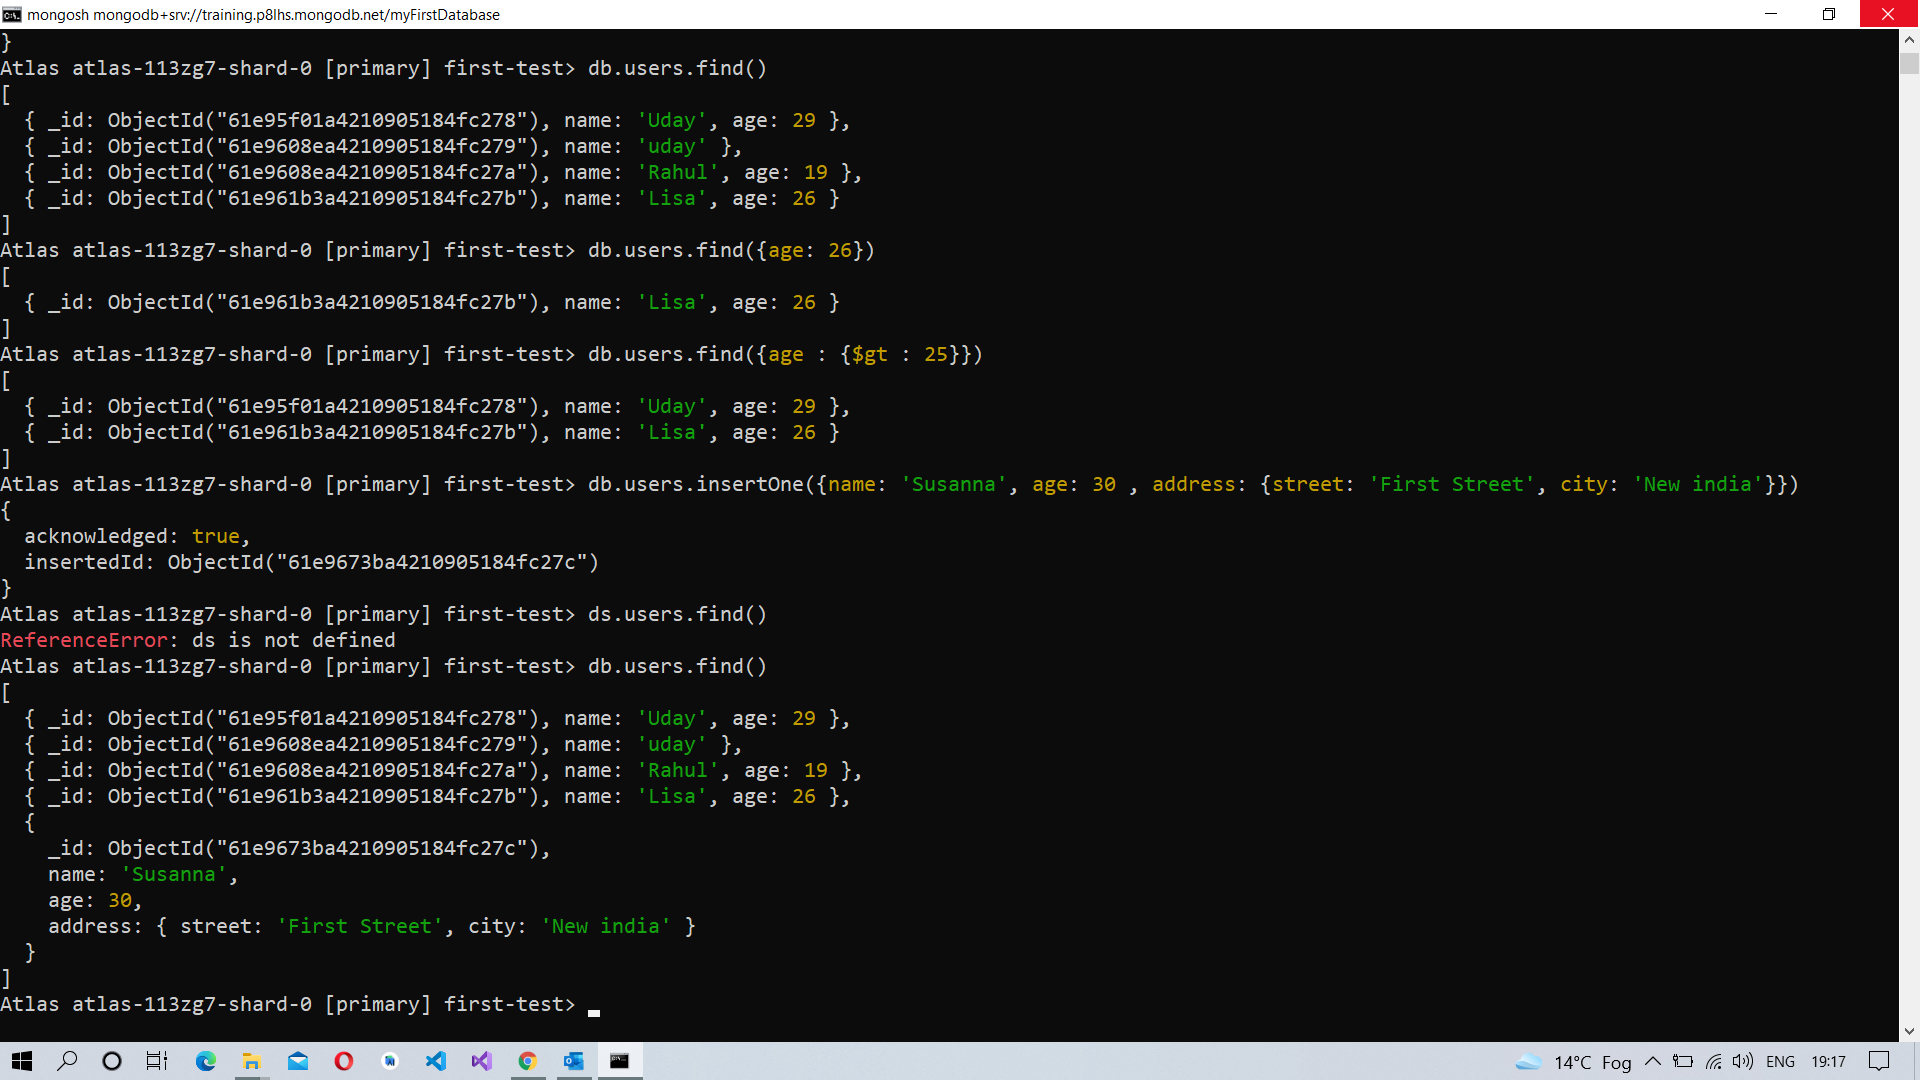 mongosh mongodb+srv://training.p8lhs.mongodb.net/myFirstDatabase
}
Atlas atlas-113zg7-shard-0 [primary] first-test> db.users.find()
[
  { _id: ObjectId("61e95f01a4210905184fc278"), name: 'Uday', age: 29 },
  { _id: ObjectId("61e9608ea4210905184fc279"), name: 'uday' },
  { _id: ObjectId("61e9608ea4210905184fc27a"), name: 'Rahul', age: 19 },
  { _id: ObjectId("61e961b3a4210905184fc27b"), name: 'Lisa', age: 26 }
]
Atlas atlas-113zg7-shard-0 [primary] first-test> db.users.find({age: 26})
[
  { _id: ObjectId("61e961b3a4210905184fc27b"), name: 'Lisa', age: 26 }
]
Atlas atlas-113zg7-shard-0 [primary] first-test> db.users.find({age : {$gt : 25}})
[
  { _id: ObjectId("61e95f01a4210905184fc278"), name: 'Uday', age: 29 },
  { _id: ObjectId("61e961b3a4210905184fc27b"), name: 'Lisa', age: 26 }
]
Atlas atlas-113zg7-shard-0 [primary] first-test> db.users.insertOne({name: 'Susanna', age: 30 , address: {street: 'First Street', city: 'New india'}})
{
  acknowledged: true,
  insertedId: ObjectId("61e9673ba4210905184fc27c")
}
Atlas atlas-113zg7-shard-0 [primary] first-test> ds.users.find()
ReferenceError: ds is not defined
Atlas atlas-113zg7-shard-0 [primary] first-test> db.users.find()
[
  { _id: ObjectId("61e95f01a4210905184fc278"), name: 'Uday', age: 29 },
  { _id: ObjectId("61e9608ea4210905184fc279"), name: 'uday' },
  { _id: ObjectId("61e9608ea4210905184fc27a"), name: 'Rahul', age: 19 },
  { _id: ObjectId("61e961b3a4210905184fc27b"), name: 'Lisa', age: 26 },
  {
    _id: ObjectId("61e9673ba4210905184fc27c"),
    name: 'Susanna',
    age: 30,
    address: { street: 'First Street', city: 'New india' }
  }
]
Atlas atlas-113zg7-shard-0 [primary] first-test>
14°C Fog ENG 19:17